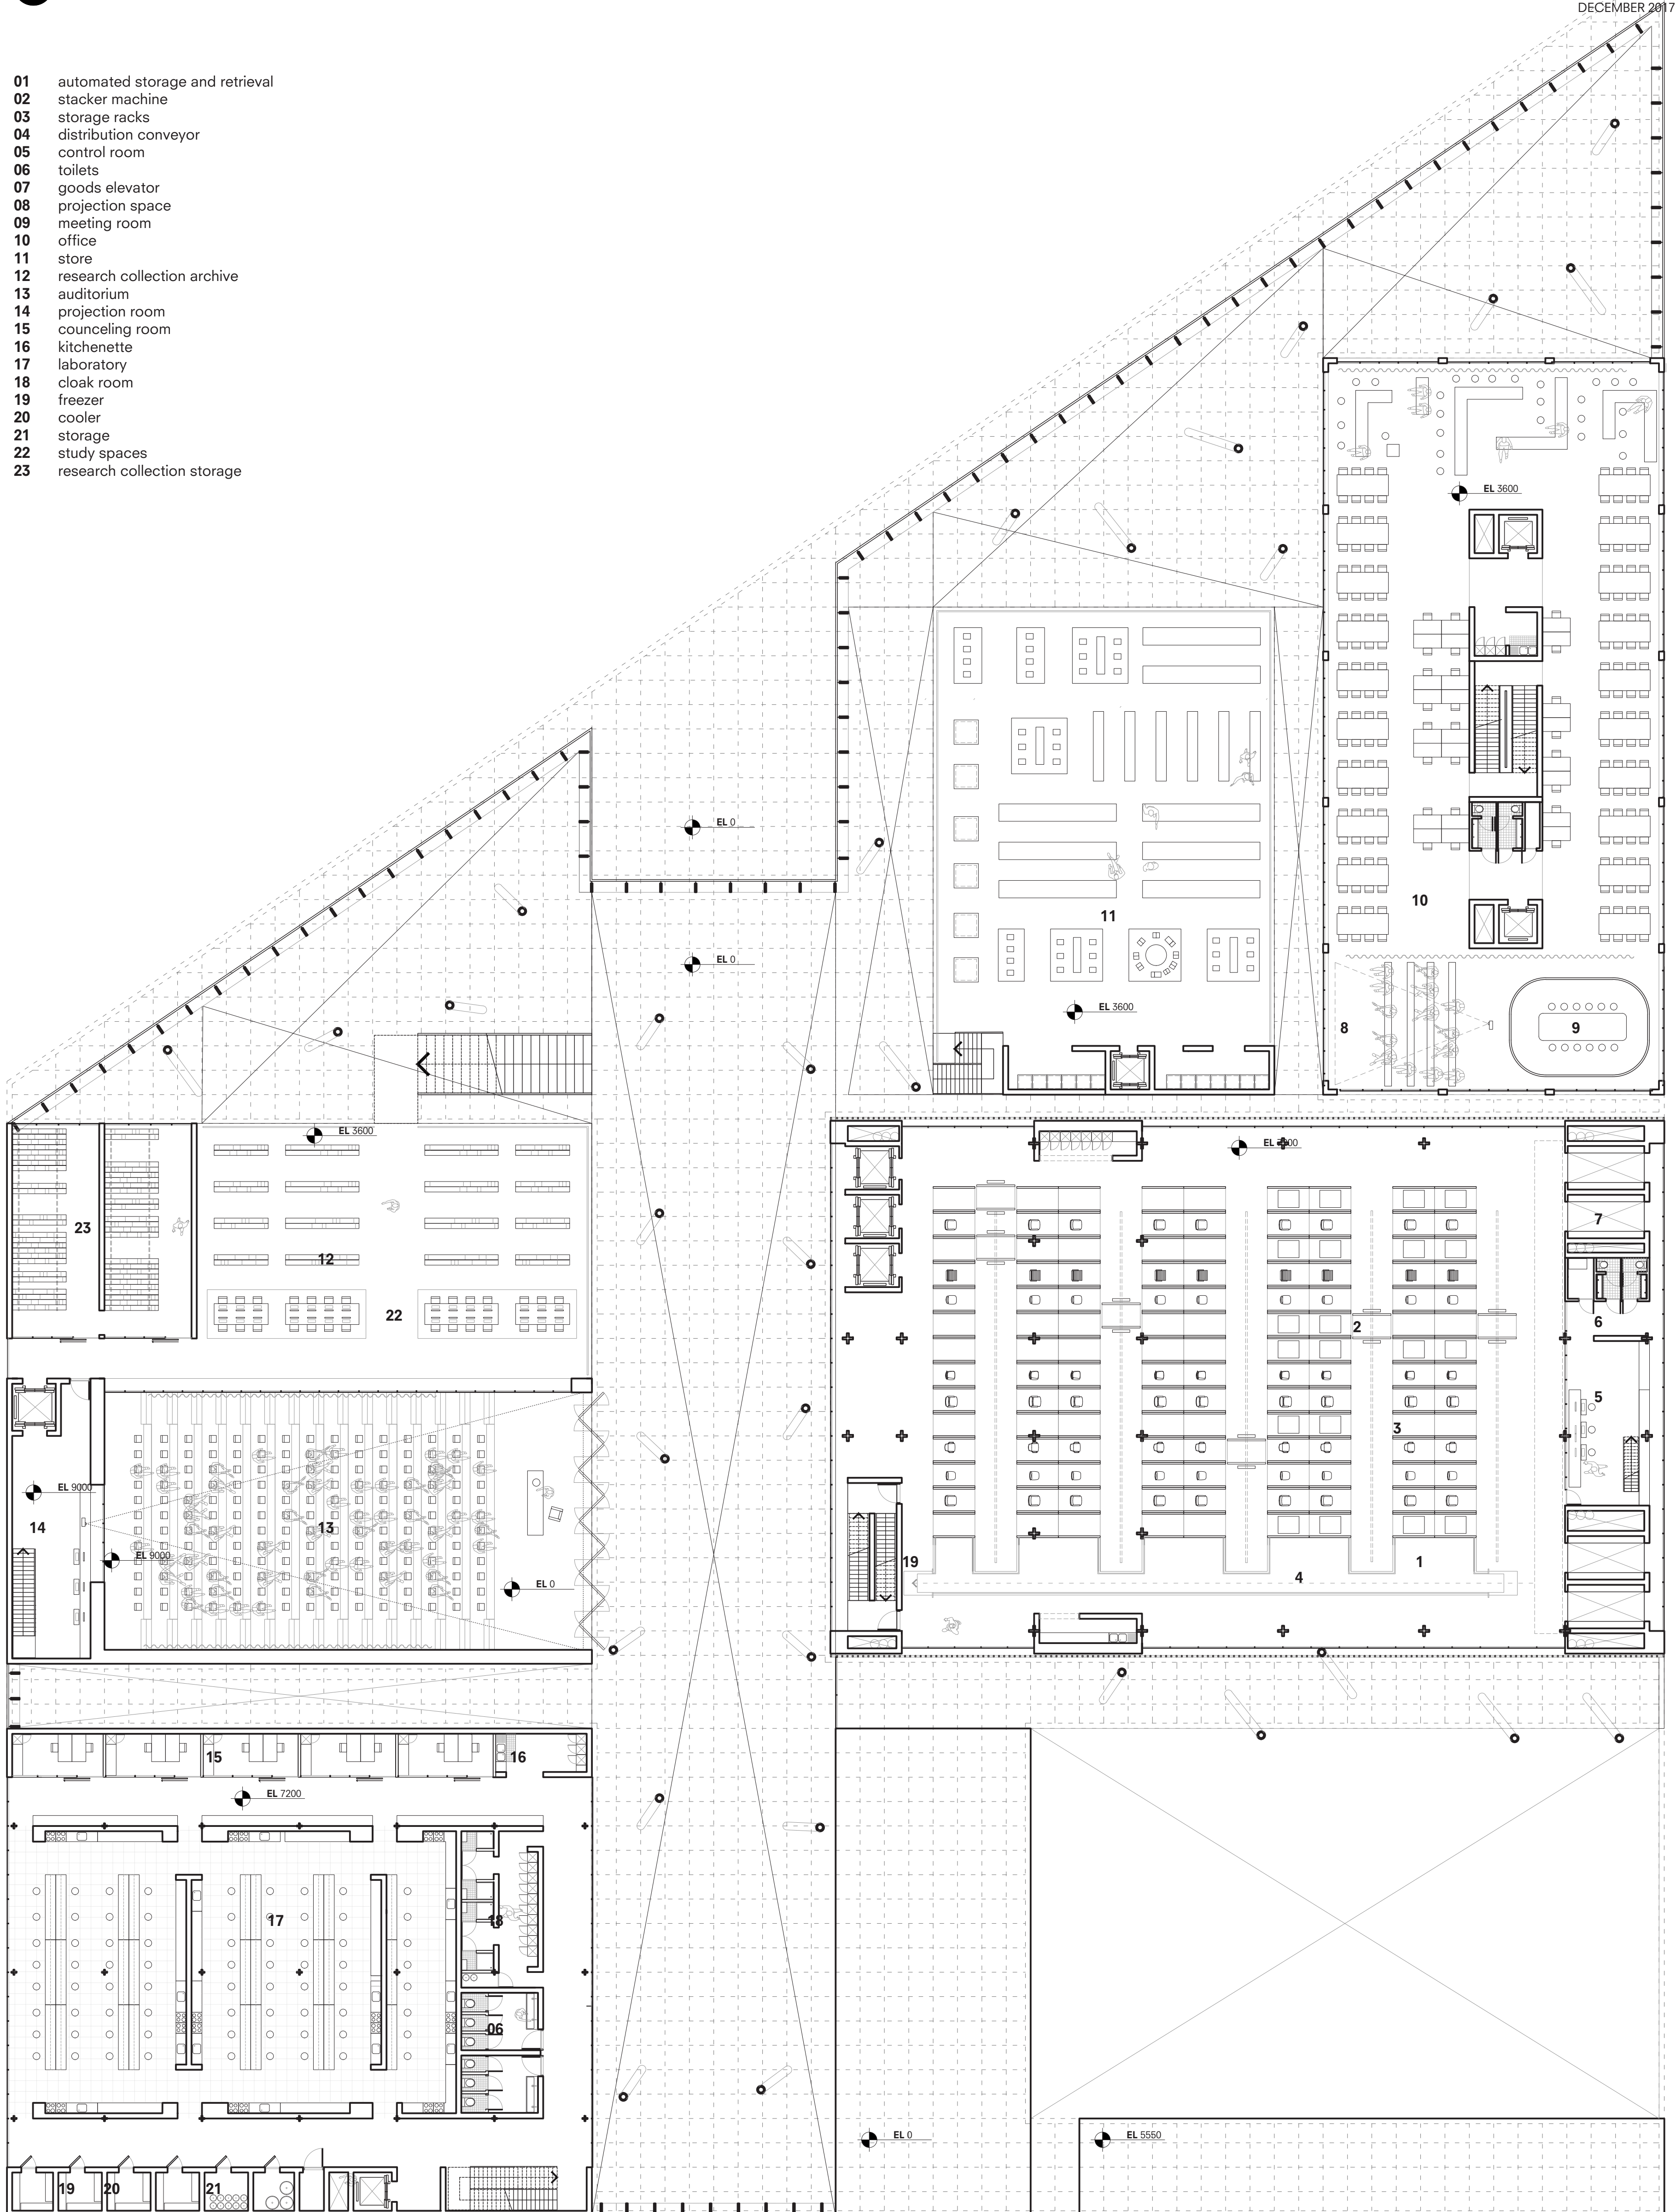 DECEMBER 2017
01 automated storage and retrieval
02 stacker machine
03 storage racks
04 distribution conveyor
05 control room
06 toilets
07 goods elevator
08 projection space
09 meeting room
10 office
11 store
12 research collection archive
13 auditorium
14 projection room
15 counceling room
16 kitchenette
17 laboratory
18 cloak room
19 freezer
20 cooler
21 storage
22 study spaces
23 research collection storage
EL 3600
EL 0
10
11
EL 0
EL 3600
8
9
EL 3600
EL
23
7
12
22
6
2
5
3
EL 9000
14
13
EL 9000
19
1
4
EL 0
15
16
EL 7200
17
18
06
EL 0
EL 5550
19
20
21